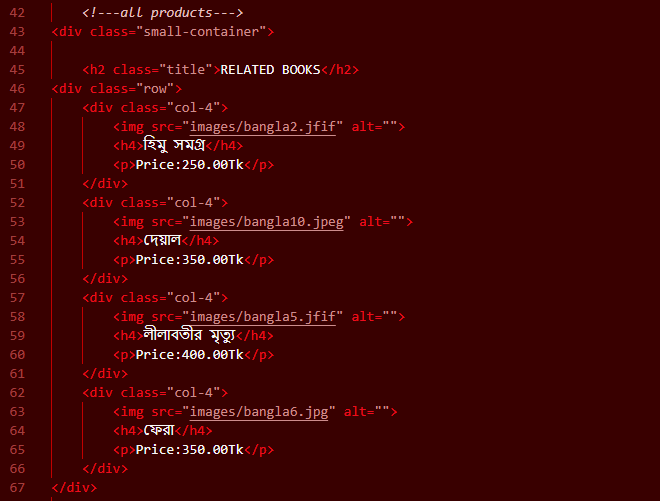 42 <!---all products--->
43 <div class="small-container">
44
45 <h2 class="title">RELATED BOOKS</h2>
46 <div class="row">
47 <div class="col-4">
48 <img src="images/bangla2.jfif" alt="">
49 <h4>হিমু সমগ্র</h4>
50 <p>Price:250.00Tk</p>
51 </div>
52 <div class="col-4">
53 <img src="images/bangla10.jpeg" alt="">
54 <h4>দেয়াল</h4>
55 <p>Price:350.00Tk</p>
56 </div>
57 <div class="col-4">
58 <img src="images/bangla5.jfif" alt="">
59 <h4>লীলাবতীর মৃত্যু</h4>
60 <p>Price:400.00Tk</p>
61 </div>
62 <div class="col-4">
63 <img src="images/bangla6.jpg" alt="">
64 <h4>ফেরা</h4>
65 <p>Price:350.00Tk</p>
66 </div>
67 </div>